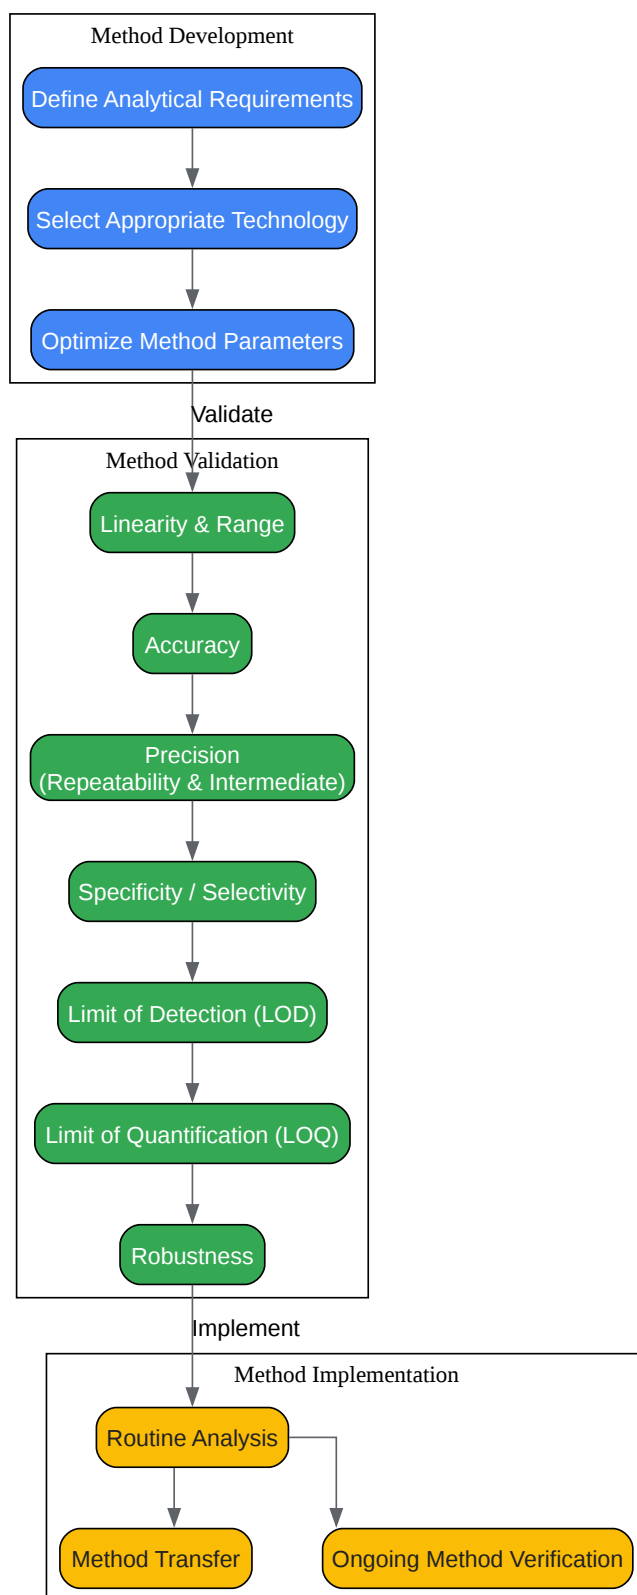 Method Development
Define Analytical Requirements
Select Appropriate Technology
Optimize Method Parameters
Validate
Method Validation
Linearity & Range
Accuracy
Precision
(Repeatability & Intermediate)
Specificity / Selectivity
Limit of Detection (LOD)
Limit of Quantification (LOQ)
Robustness
Implement
Method Implementation
Routine Analysis
Method Transfer
Ongoing Method Verification